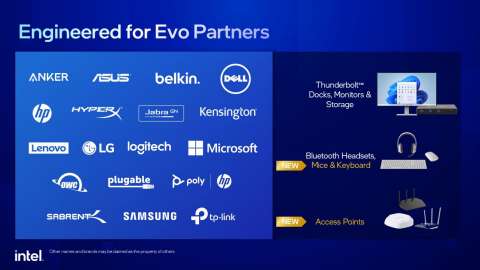 Engineered for Evo Partners
ANKER
ASUS
belkin.
DELL
hp
HYPERX
Jabra GN
Kensington
Lenovo
LG
logitech
Microsoft
OWC
plugable
poly
hp
SABRENT
SAMSUNG
tp-link
Thunderbolt™
Docks, Monitors &
Storage
NEW
Bluetooth Headsets,
Mice & Keyboard
NEW
Access Points
intel.
Other names and brands may be claimed as the property of others.